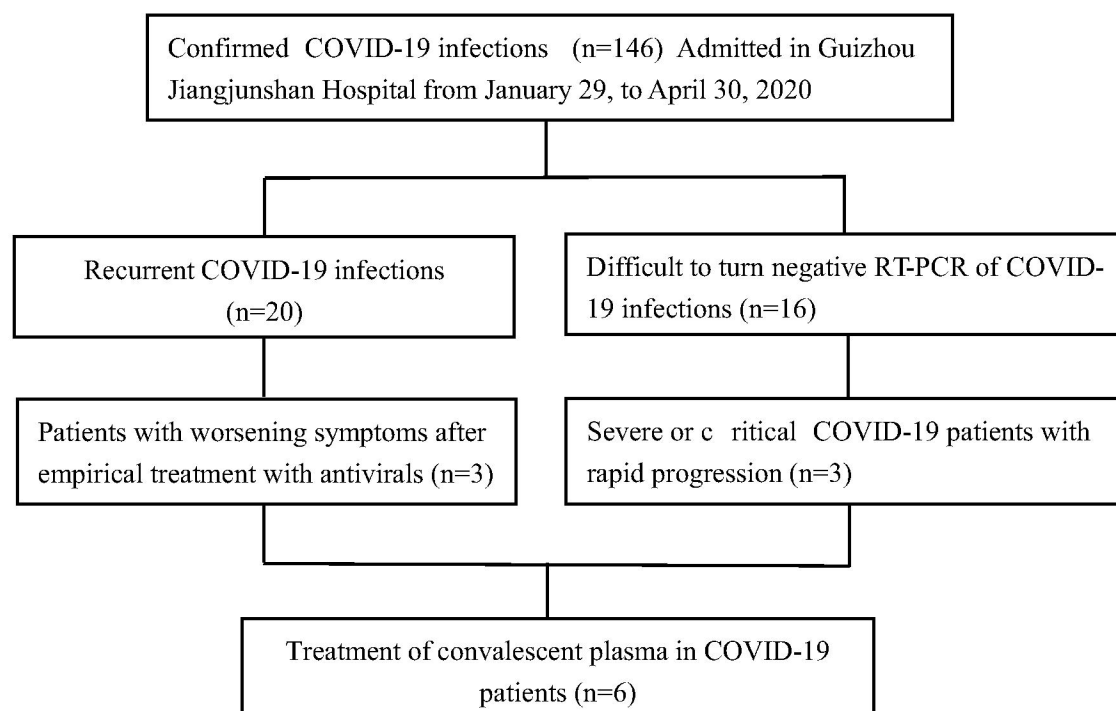 Confirmed COVID-19 infections (n=146) Admitted in Guizhou
Jiangjunshan Hospital from January 29, to April 30, 2020
Recurrent COVID-19 infections
(n=20)
Difficult to turn negative RT-PCR of COVID-
19 infections (n=16)
Patients with worsening symptoms after
empirical treatment with antivirals (n=3)
Severe or c ritical COVID-19 patients with
rapid progression (n=3)
Treatment of convalescent plasma in COVID-19
patients (n=6)